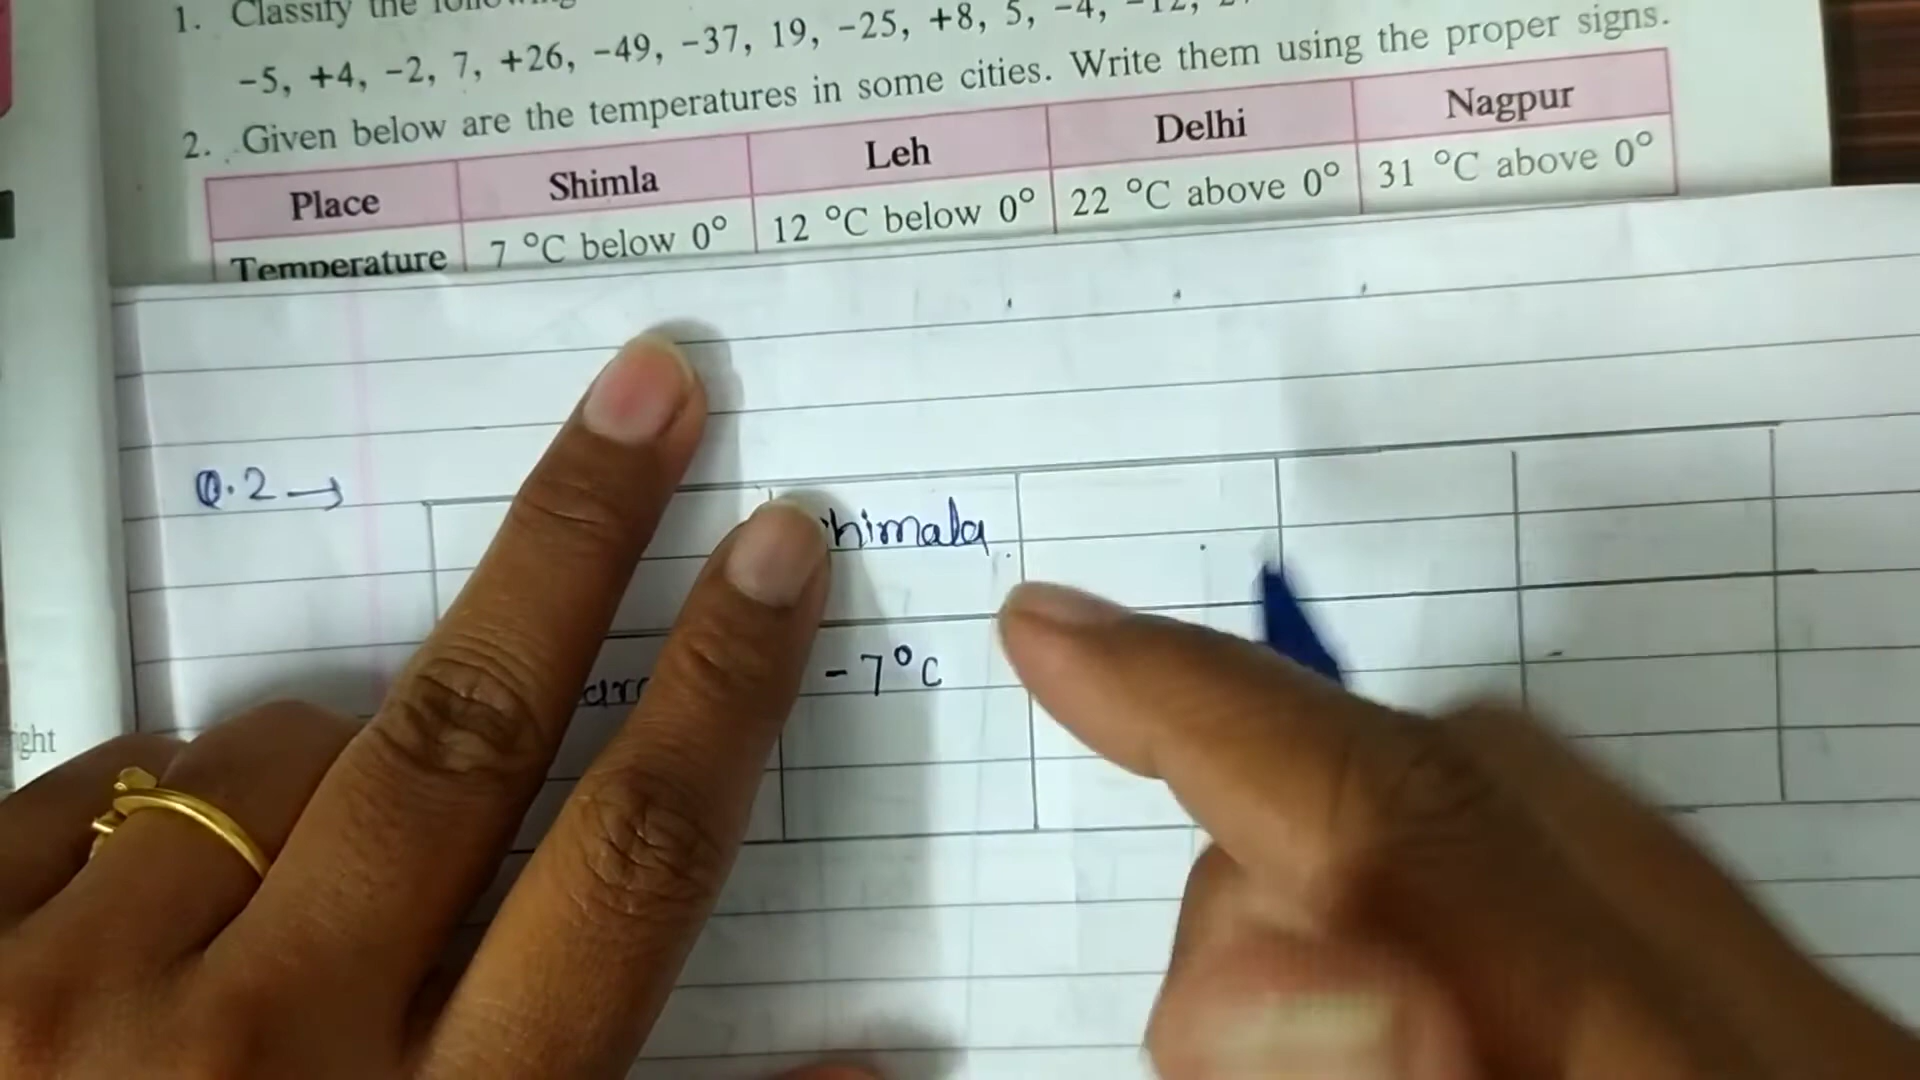 1. Classify the
-5, +4, -2, 7, +26, -49, -37, 19, -25, +8, 5, -4, -12,
2. Given below are the temperatures in some cities. Write them using the proper signs.
Place Shimla Leh Delhi Nagpur
Temperature 7 °C below 0° 12 °C below 0° 22 °C above 0° 31 °C above 0°
Q.2 →
himala
-7°C
ight